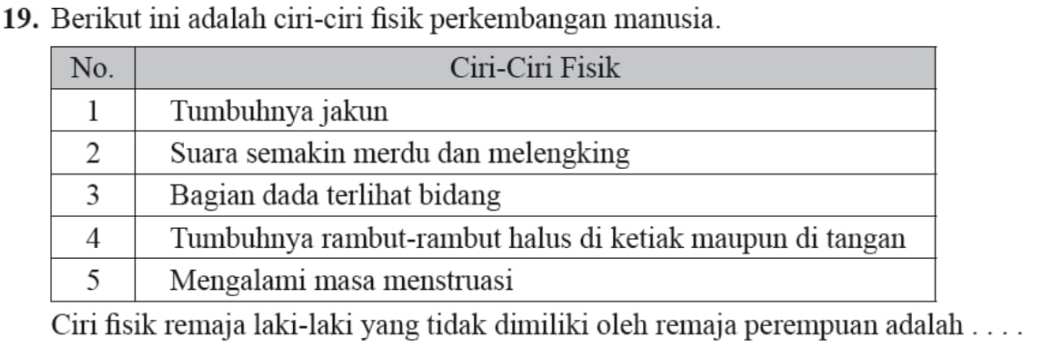 19. Berikut ini adalah ciri-ciri fisik perkembangan manusia.
No. Ciri-Ciri Fisik
1 Tumbuhnya jakun
2 Suara semakin merdu dan melengking
3 Bagian dada terlihat bidang
4 Tumbuhnya rambut-rambut halus di ketiak maupun di tangan
5 Mengalami masa menstruasi
Ciri fisik remaja laki-laki yang tidak dimiliki oleh remaja perempuan adalah . . . .